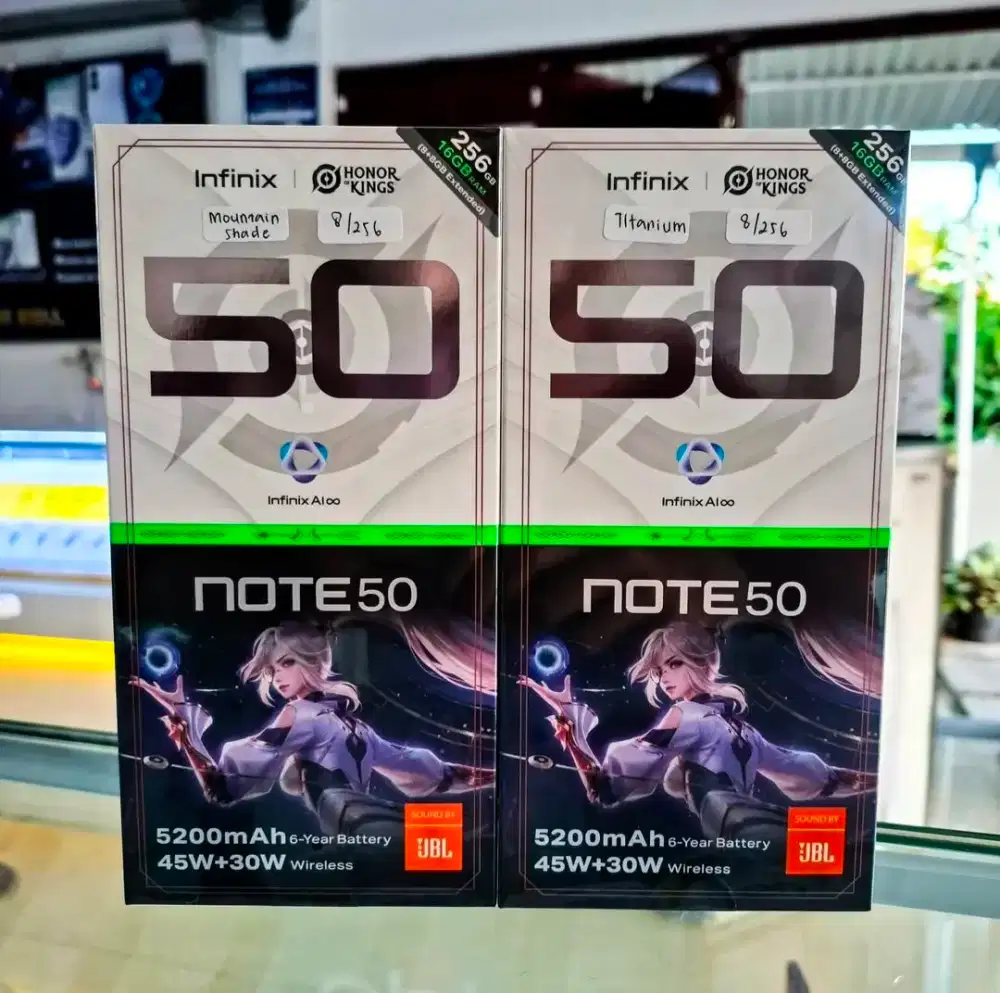 Infinix | HONOR OF KINGS
256GB
16GB RAM
(8+8GB Extended)
Mounnain
shade
8/256
50
Infinix AI∞
NOTE 50
5200mAh 6-Year Battery
45W+30W Wireless
SOUND BY
JBL
Infinix | HONOR OF KINGS
256GB
16GB RAM
(8+8GB Extended)
TItanium
8/256
50
Infinix AI∞
NOTE 50
5200mAh 6-Year Battery
45W+30W Wireless
SOUND BY
JBL